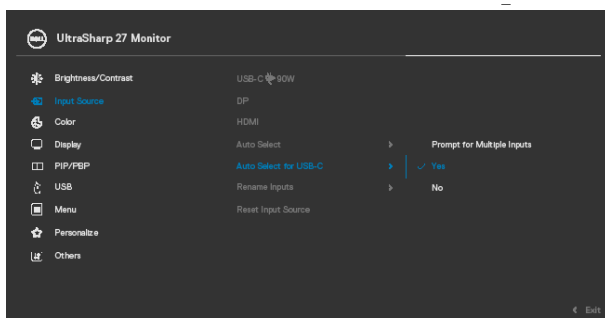 DELL UltraSharp 27 Monitor
Brightness/Contrast USB-C 90W
Input Source DP
Color HDMI
Display Auto Select Prompt for Multiple Inputs
PIP/PBP Auto Select for USB-C Yes
USB Rename Inputs No
Menu Reset Input Source
Personalize
Others
Exit